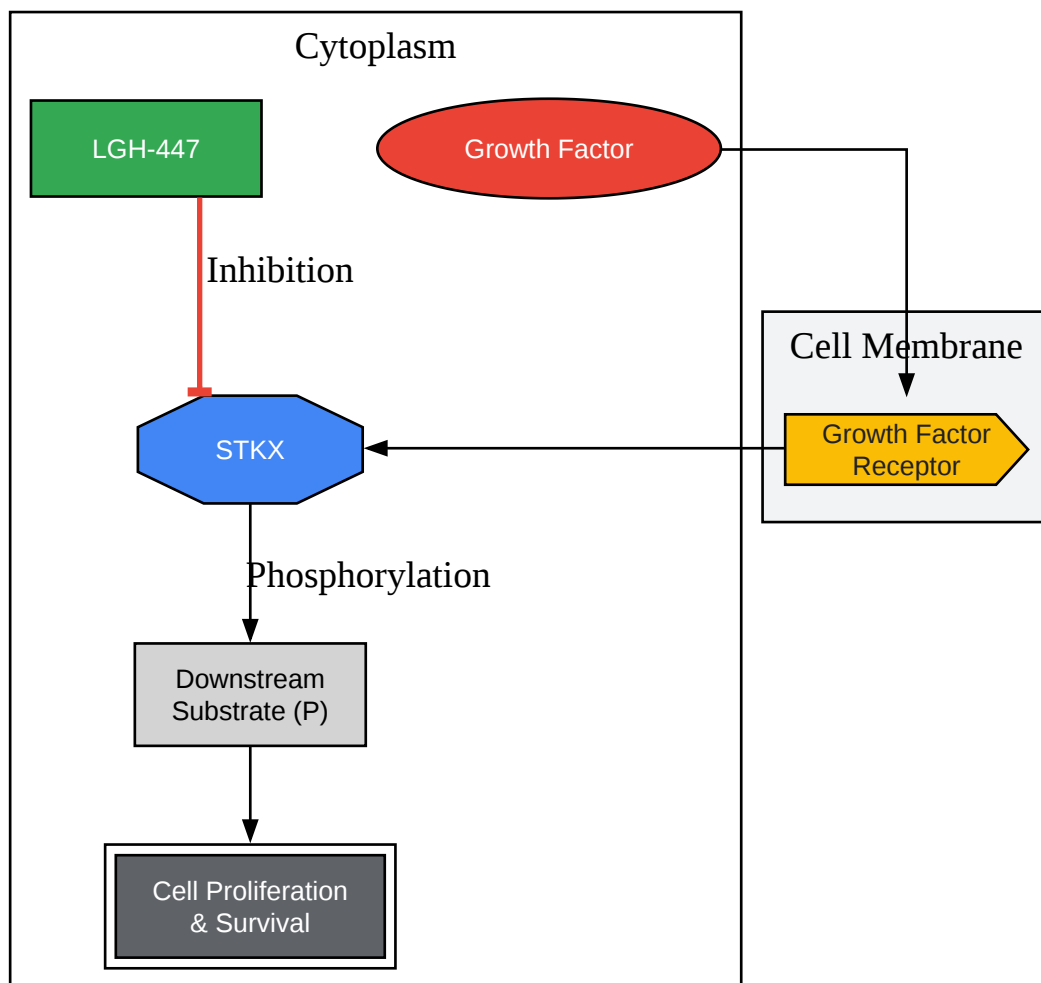 Cytoplasm
LGH-447
Growth Factor
Inhibition
Cell Membrane
Growth Factor
Receptor
STKX
Phosphorylation
Downstream
Substrate (P)
Cell Proliferation
& Survival